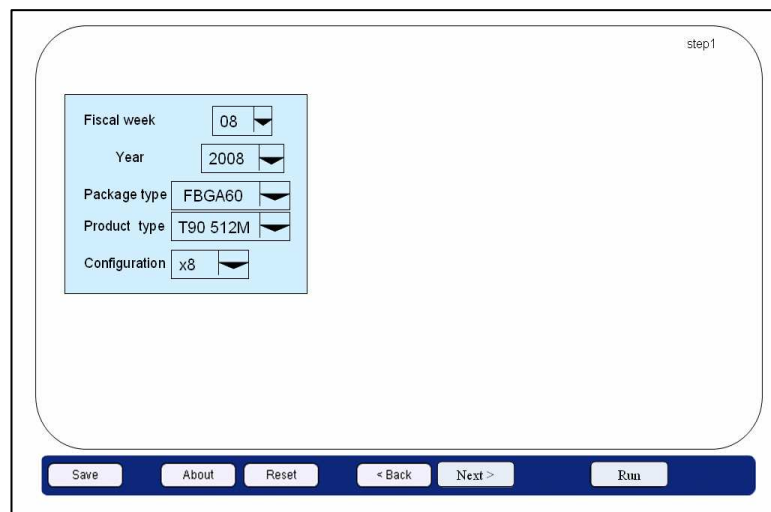 step1
Fiscal week 08
Year 2008
Package type FBGA60
Product type T90 512M
Configuration x8
Save About Reset < Back Next > Run